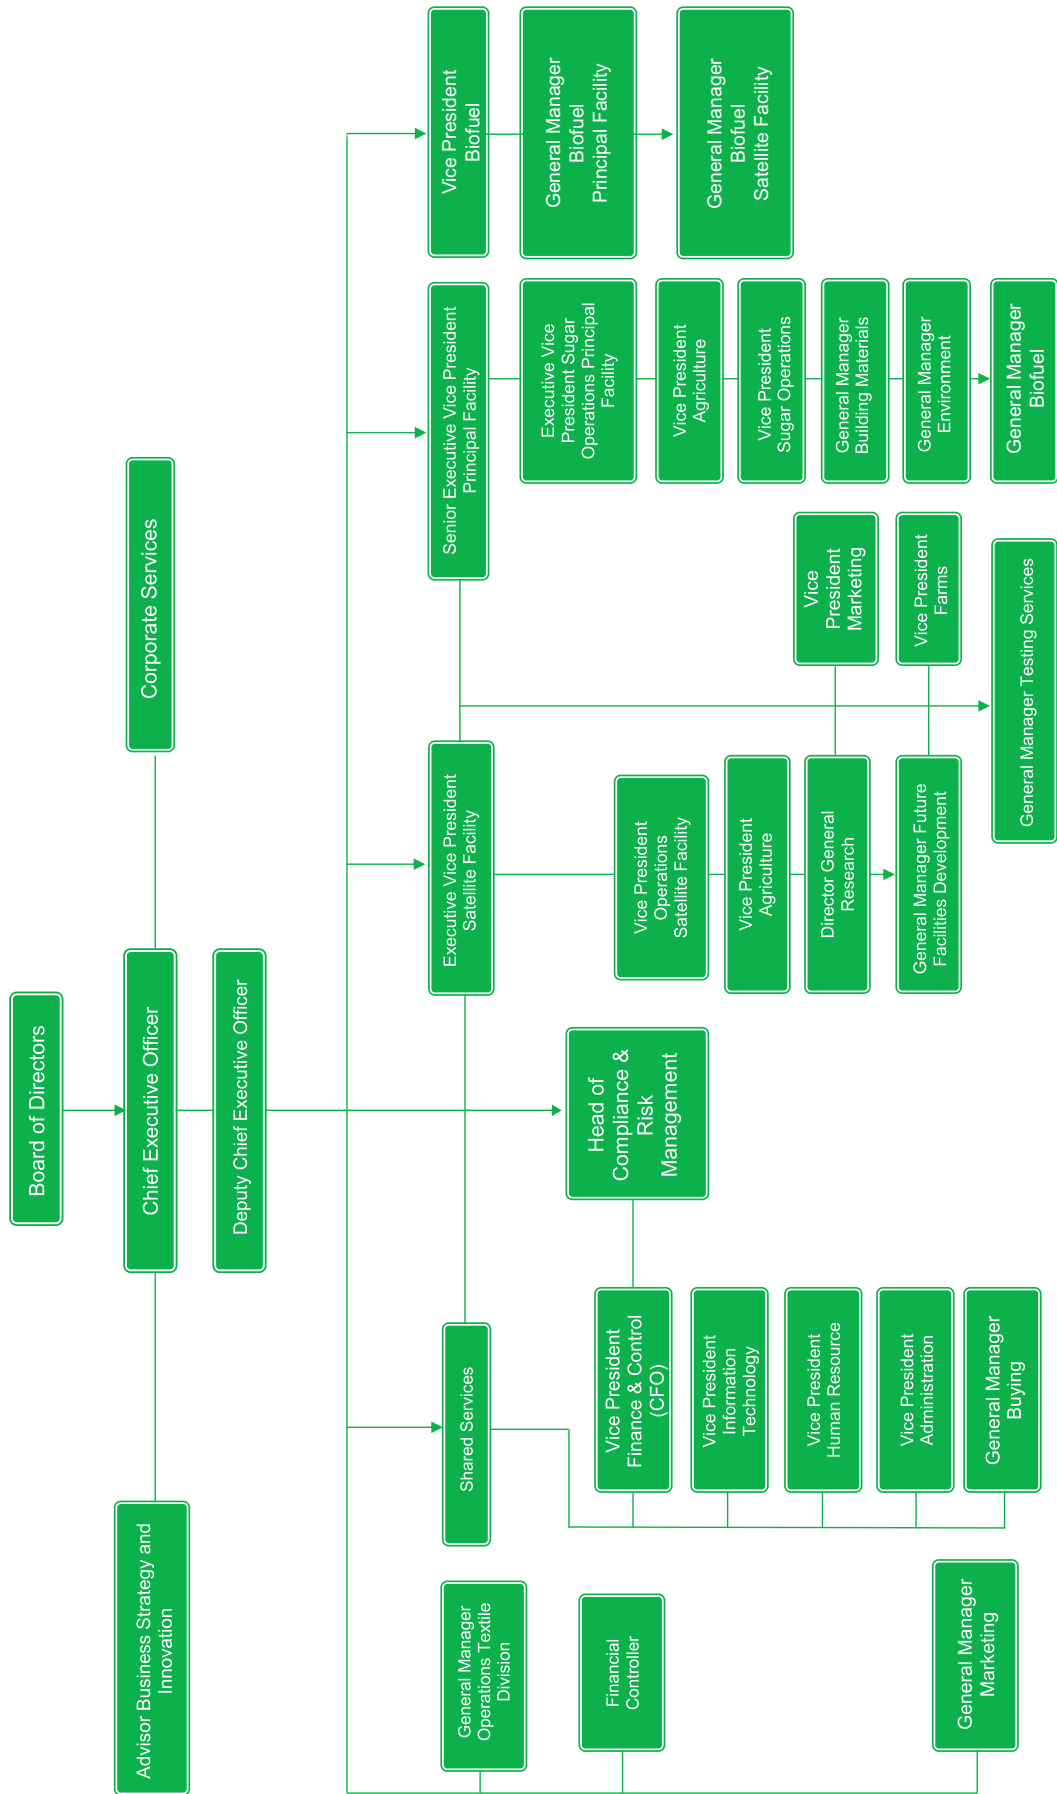 Board of Directors
Advisor Business Strategy and
Innovation
Chief Executive Officer
Corporate Services
Deputy Chief Executive Officer
General Manager
Operations Textile
Division
Financial
Controller
General Manager
Marketing
Shared Services
Vice President
Finance & Control
(CFO)
Vice President
Information
Technology
Vice President
Human Resource
Vice President
Administration
General Manager
Buying
Head of
Compliance &
Risk
Management
Executive Vice President
Satellite Facility
Vice President
Operations
Satellite Facility
Vice President
Agriculture
Director General
Research
General Manager Future
Facilities Development
Vice
President
Marketing
Vice President
Farms
General Manager Testing Services
Senior Executive Vice President
Principal Facility
Executive Vice
President Sugar
Operations Principal
Facility
Vice President
Agriculture
Vice President
Sugar Operations
General Manager
Building Materials
General Manager
Environment
General Manager
Biofuel
Vice President
Biofuel
General Manager
Biofuel
Principal Facility
General Manager
Biofuel
Satellite Facility